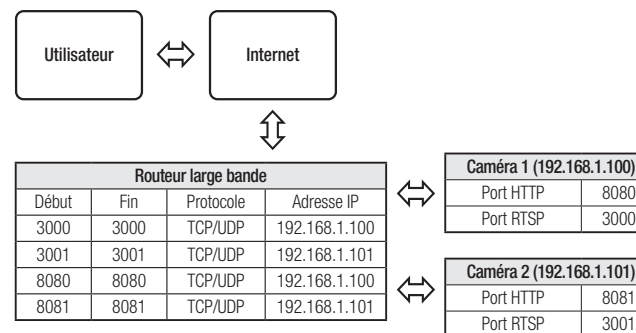 Utilisateur
Internet
Routeur large bande
Début Fin Protocole Adresse IP
3000 3000 TCP/UDP 192.168.1.100
3001 3001 TCP/UDP 192.168.1.101
8080 8080 TCP/UDP 192.168.1.100
8081 8081 TCP/UDP 192.168.1.101
Caméra 1 (192.168.1.100)
Port HTTP 8080
Port RTSP 3000
Caméra 2 (192.168.1.101)
Port HTTP 8081
Port RTSP 3001